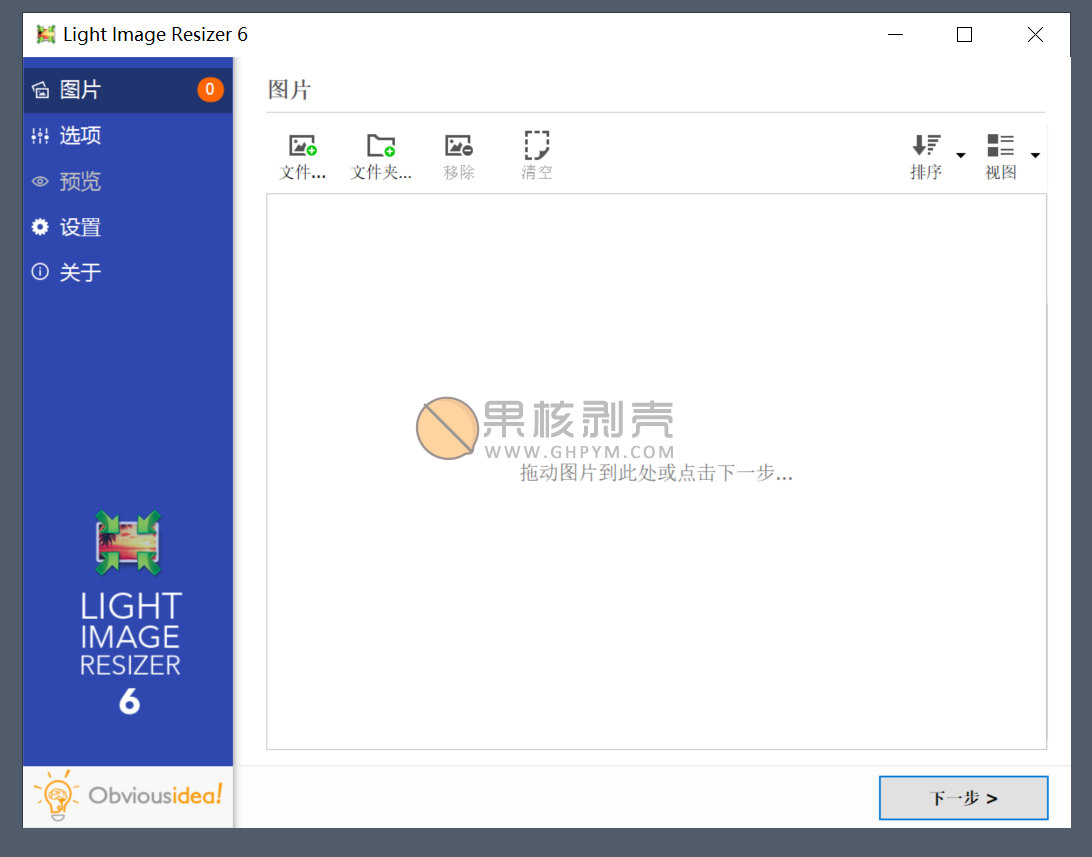 Light Image Resizer 6
图片
0
选项
预览
设置
关于
图片
文件...
文件夹...
移除
清空
排序
视图
果核剥壳
WWW.GHPYM.COM
拖动图片到此处或点击下一步...
LIGHT
IMAGE
RESIZER
6
Obviousidea!
下一步 >